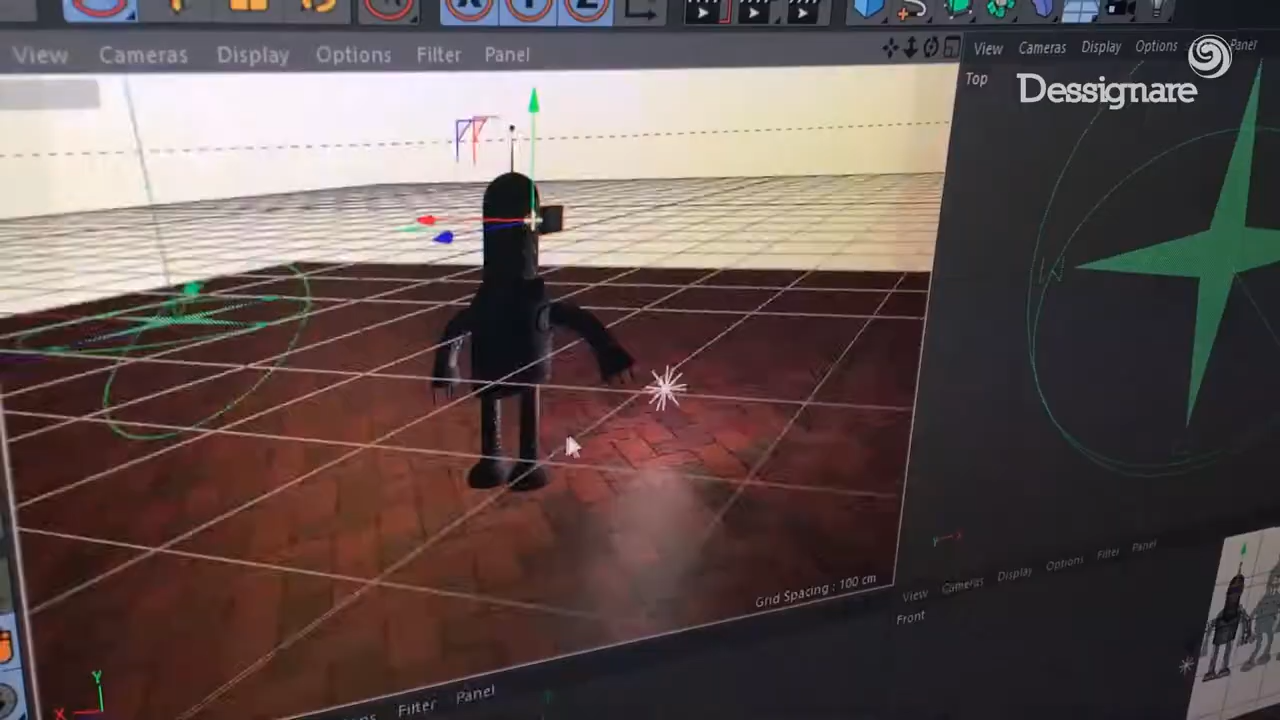 View Cameras Display Options Filter Panel
View Cameras Display Options Panel
Top
Dessignare
Grid Spacing : 100 cm
View Cameras Display Options Filter Panel
Front
Filter Panel
Y
X